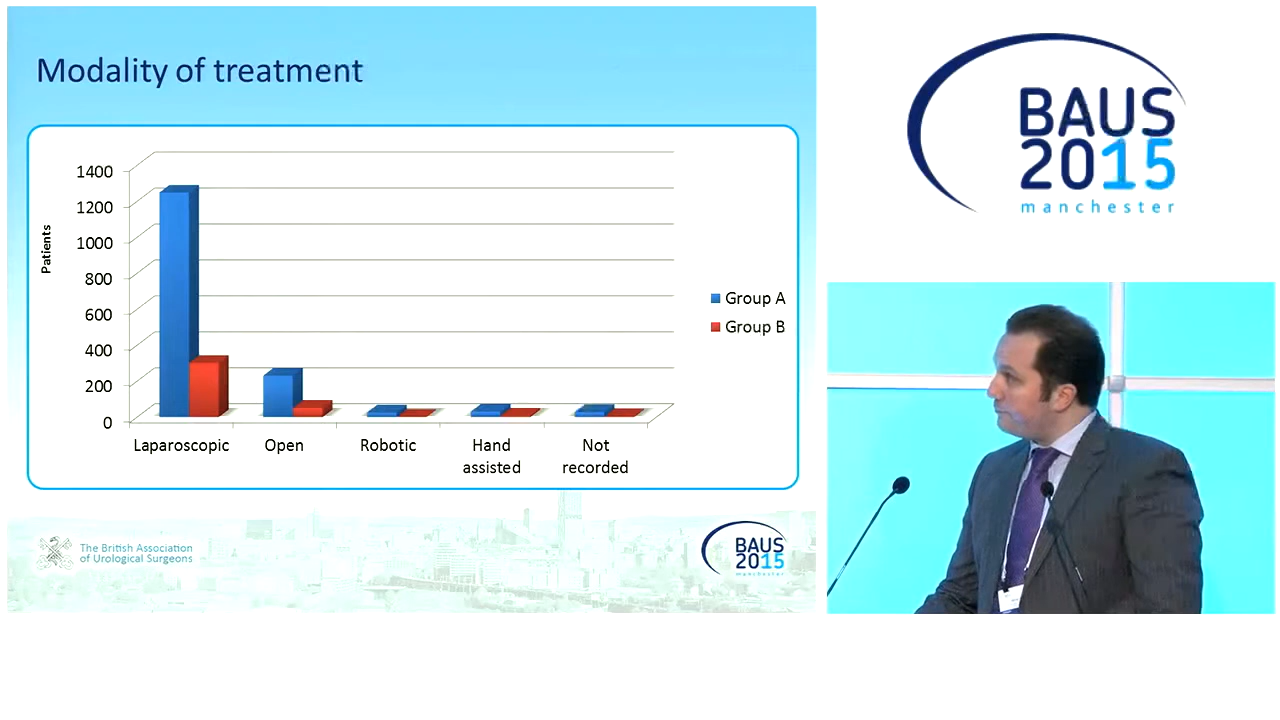 Modality of treatment
Patients
1400
1200
1000
800
600
400
200
0
Laparoscopic
Open
Robotic
Hand
assisted
Not
recorded
Group A
Group B
The British Association
of Urological Surgeons
BAUS
2015
manchester
BAUS
2015
manchester